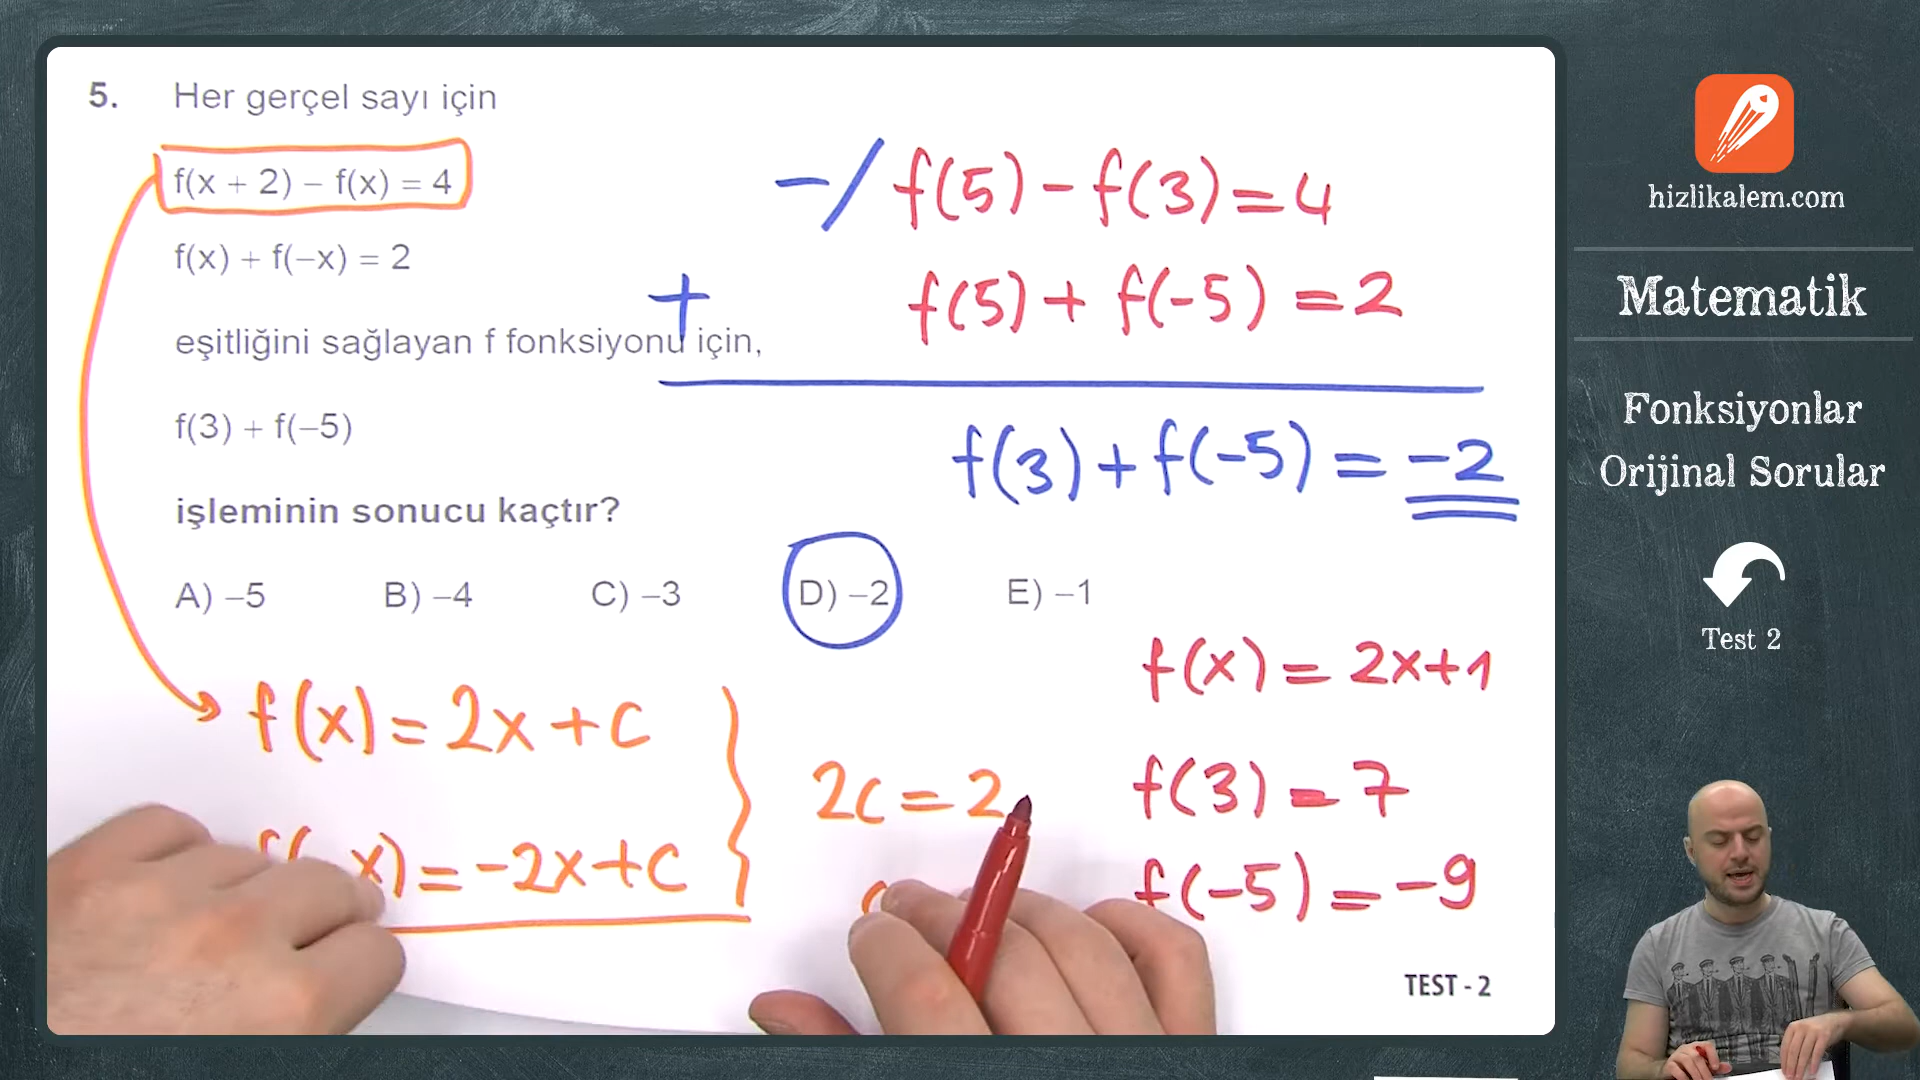 5. Her gerçel sayı için
f(x + 2) – f(x) = 4
f(x) + f(–x) = 2
eşitliğini sağlayan f fonksiyonu için,
f(3) + f(–5)
işleminin sonucu kaçtır?
A) –5 B) –4 C) –3 D) –2 E) –1
–/ f(5) – f(3) = 4
+ f(5) + f(-5) = 2
f(3) + f(-5) = -2
f(x) = 2x + c
x) = -2x + c
2c = 2
f(x) = 2x+1
f(3) = 7
f(-5) = -9
TEST - 2
hizlikalem.com
Matematik
Fonksiyonlar
Orijinal Sorular
Test 2